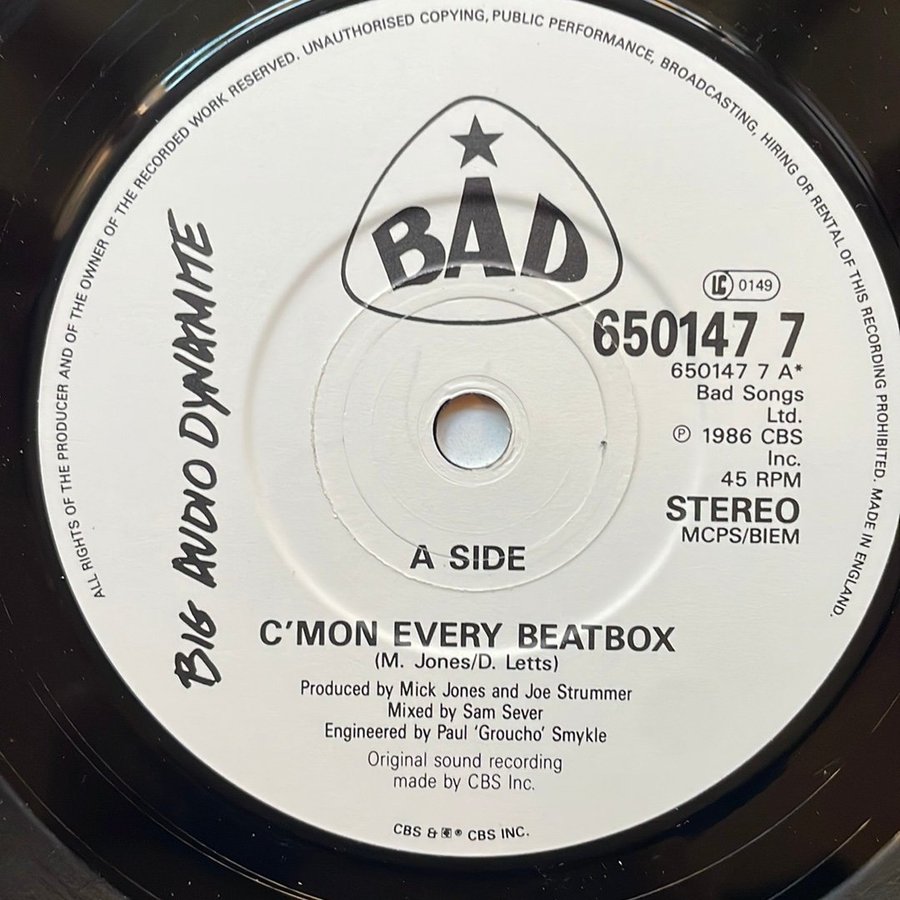 ALL RIGHTS OF THE PRODUCER AND OF THE OWNER OF THE RECORDED WORK RESERVED. UNAUTHORISED COPYING, PUBLIC PERFORMANCE, BROADCASTING, HIRING OR RENTAL OF THIS RECORDING PROHIBITED. MADE IN ENGLAND.
BAD
BIG AUDIO DYNAMITE
LC 0149
650147 7
650147 7 A*
Bad Songs
Ltd.
℗ 1986 CBS
Inc.
45 RPM
STEREO
MCPS/BIEM
A SIDE
C'MON EVERY BEATBOX
(M. Jones/D. Letts)
Produced by Mick Jones and Joe Strummer
Mixed by Sam Sever
Engineered by Paul 'Groucho' Smykle
Original sound recording
made by CBS Inc.
CBS & ® CBS INC.